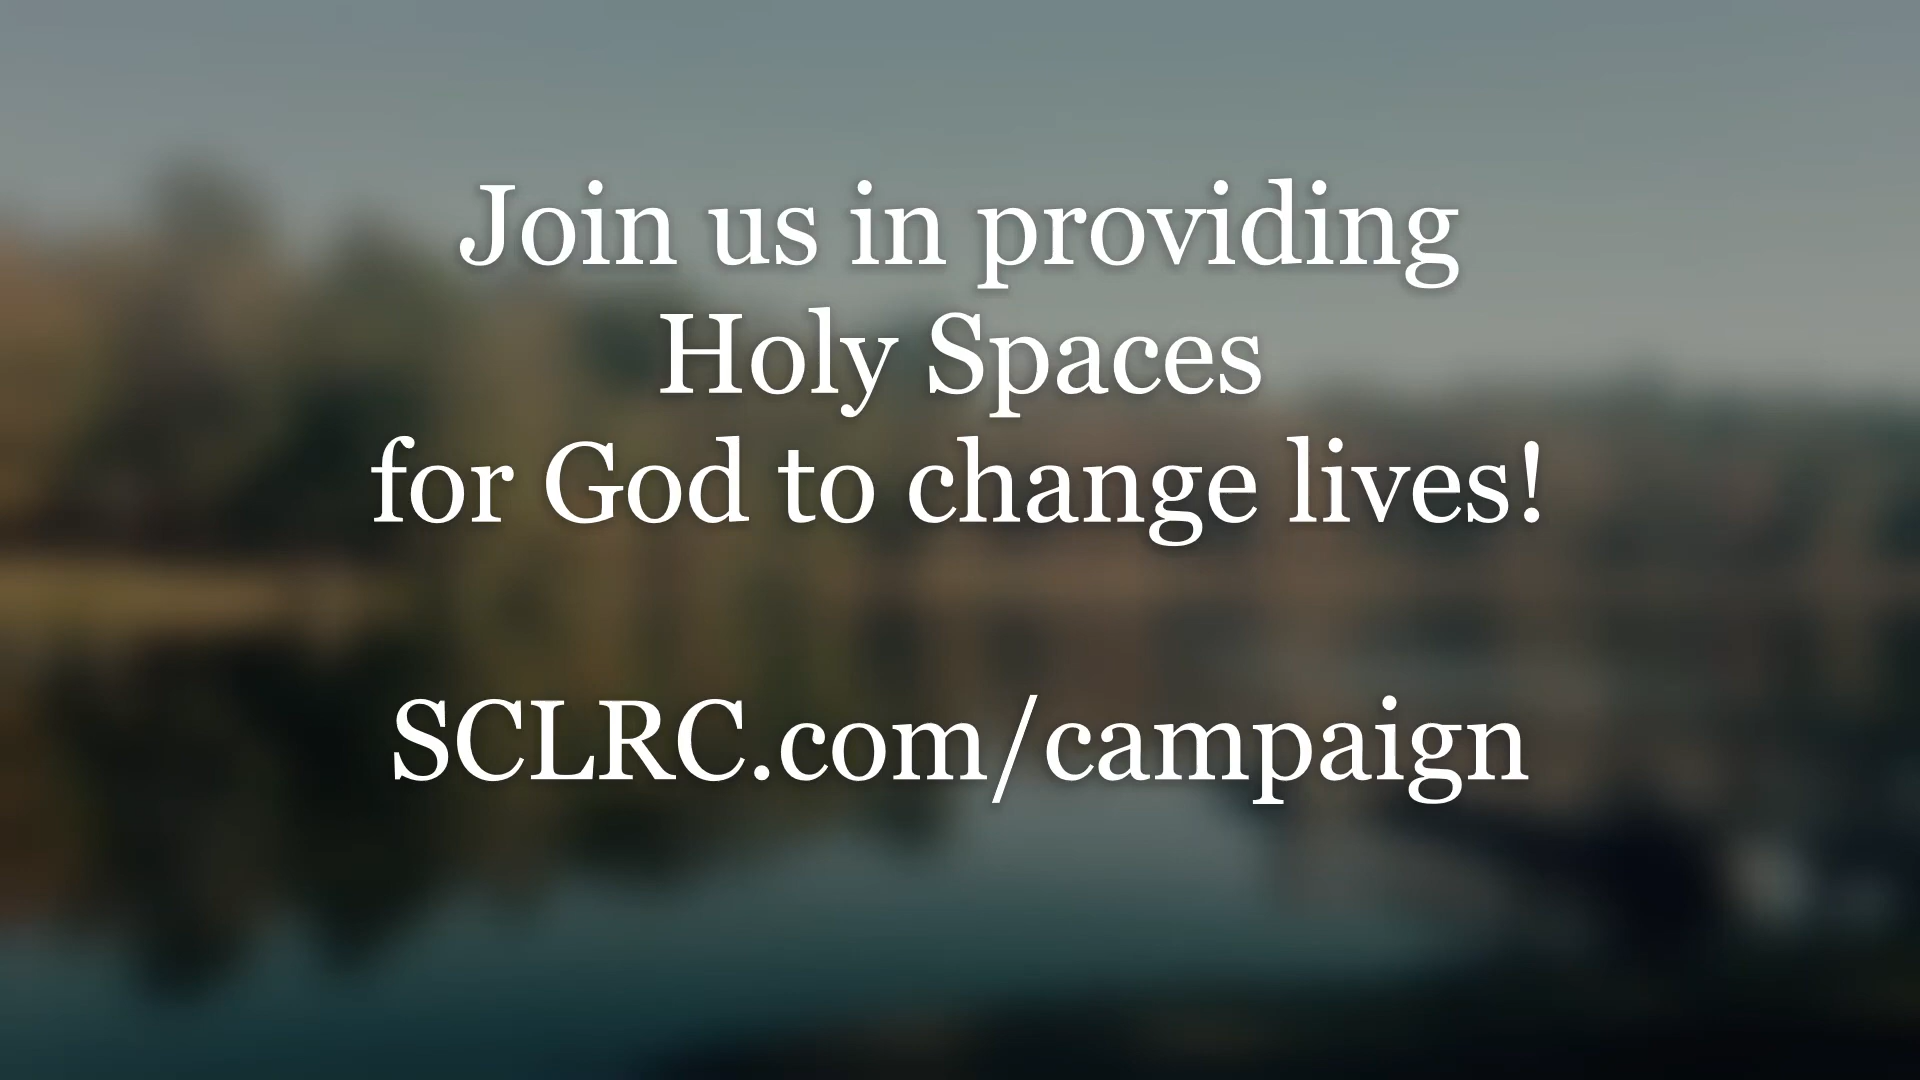 Join us in providing
Holy Spaces
for God to change lives!
SCLRC.com/campaign